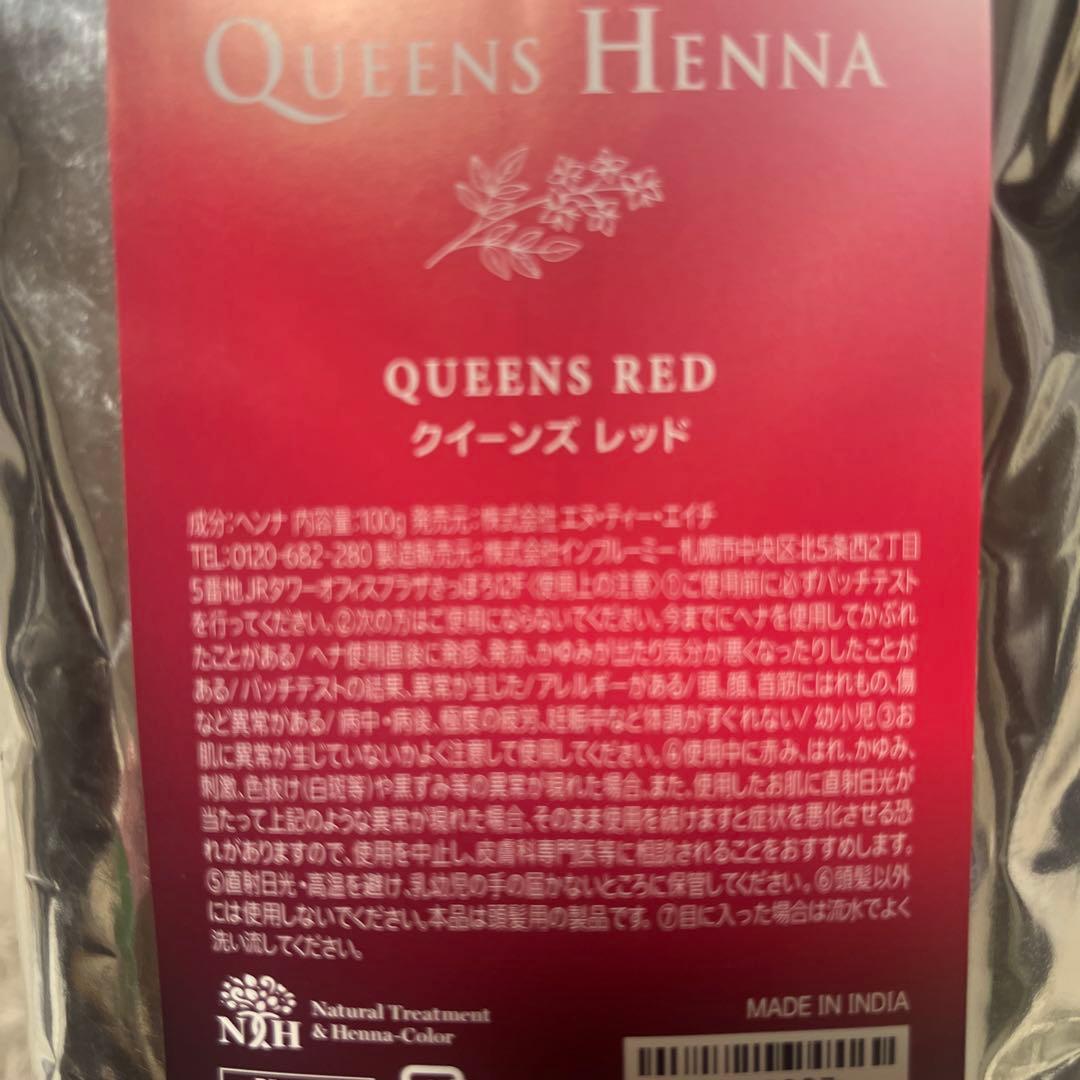 QUEENS HENNA
QUEENS RED
クイーンズ レッド
成分:ヘンナ 内容量:100g 発売元:株式会社 エヌ・ティー・エイチ
TEL:0120-682-280 製造販売元:株式会社インブルーミー 札幌市中央区北5条西2丁目
5番地JRタワーオフィスプラザさっぽろ12F〈使用上の注意〉①ご使用前に必ずパッチテスト
を行ってください。②次の方はご使用にならないでください。今までにヘナを使用してかぶれ
たことがある/ヘナ使用直後に発疹、発赤、かゆみが出たり気分が悪くなったりしたことが
ある/パッチテストの結果、異常が生じた/アレルギーがある/頭、顔、首筋にはれもの、傷
など異常がある/病中・病後、極度の疲労、妊娠中など体調がすぐれない/幼小児③お
肌に異常が生じていないかよく注意して使用してください。④使用中に赤み、はれ、かゆみ、
刺激、色抜け(白斑等)や黒ずみ等の異常が現れた場合、また、使用したお肌に直射日光が
当たって上記のような異常が現れた場合、そのまま使用を続けますと症状を悪化させる恐
れがありますので、使用を中止し、皮膚科専門医等に相談されることをおすすめします。
⑤直射日光・高温を避け、乳幼児の手の届かないところに保管してください。⑥頭髪以外
には使用しないでください。本品は頭髪用の製品です。⑦目に入った場合は流水でよく
洗い流してください。
NTH Natural Treatment
& Henna-Color
MADE IN INDIA